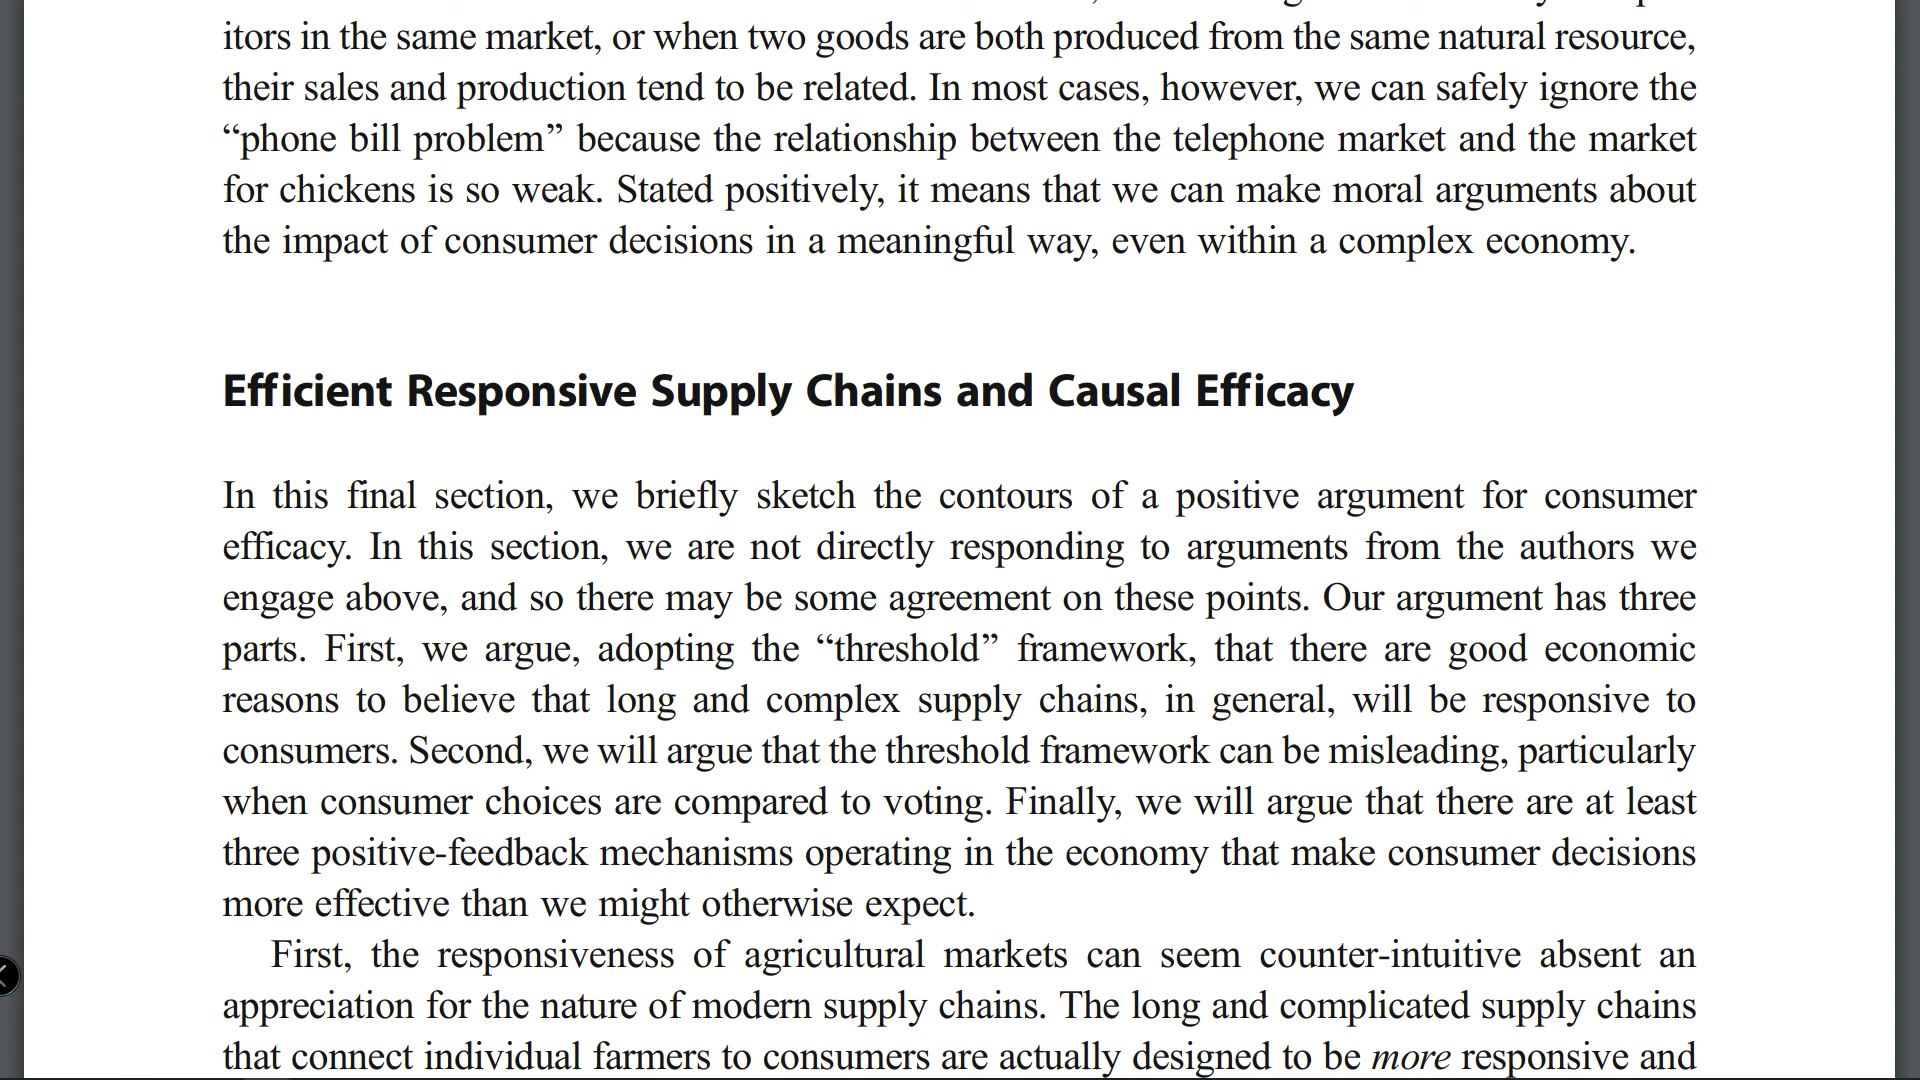 itors in the same market, or when two goods are both produced from the same natural resource,
their sales and production tend to be related. In most cases, however, we can safely ignore the
“phone bill problem” because the relationship between the telephone market and the market
for chickens is so weak. Stated positively, it means that we can make moral arguments about
the impact of consumer decisions in a meaningful way, even within a complex economy.
Efficient Responsive Supply Chains and Causal Efficacy
In this final section, we briefly sketch the contours of a positive argument for consumer
efficacy. In this section, we are not directly responding to arguments from the authors we
engage above, and so there may be some agreement on these points. Our argument has three
parts. First, we argue, adopting the “threshold” framework, that there are good economic
reasons to believe that long and complex supply chains, in general, will be responsive to
consumers. Second, we will argue that the threshold framework can be misleading, particularly
when consumer choices are compared to voting. Finally, we will argue that there are at least
three positive-feedback mechanisms operating in the economy that make consumer decisions
more effective than we might otherwise expect.
First, the responsiveness of agricultural markets can seem counter-intuitive absent an
appreciation for the nature of modern supply chains. The long and complicated supply chains
that connect individual farmers to consumers are actually designed to be more responsive and